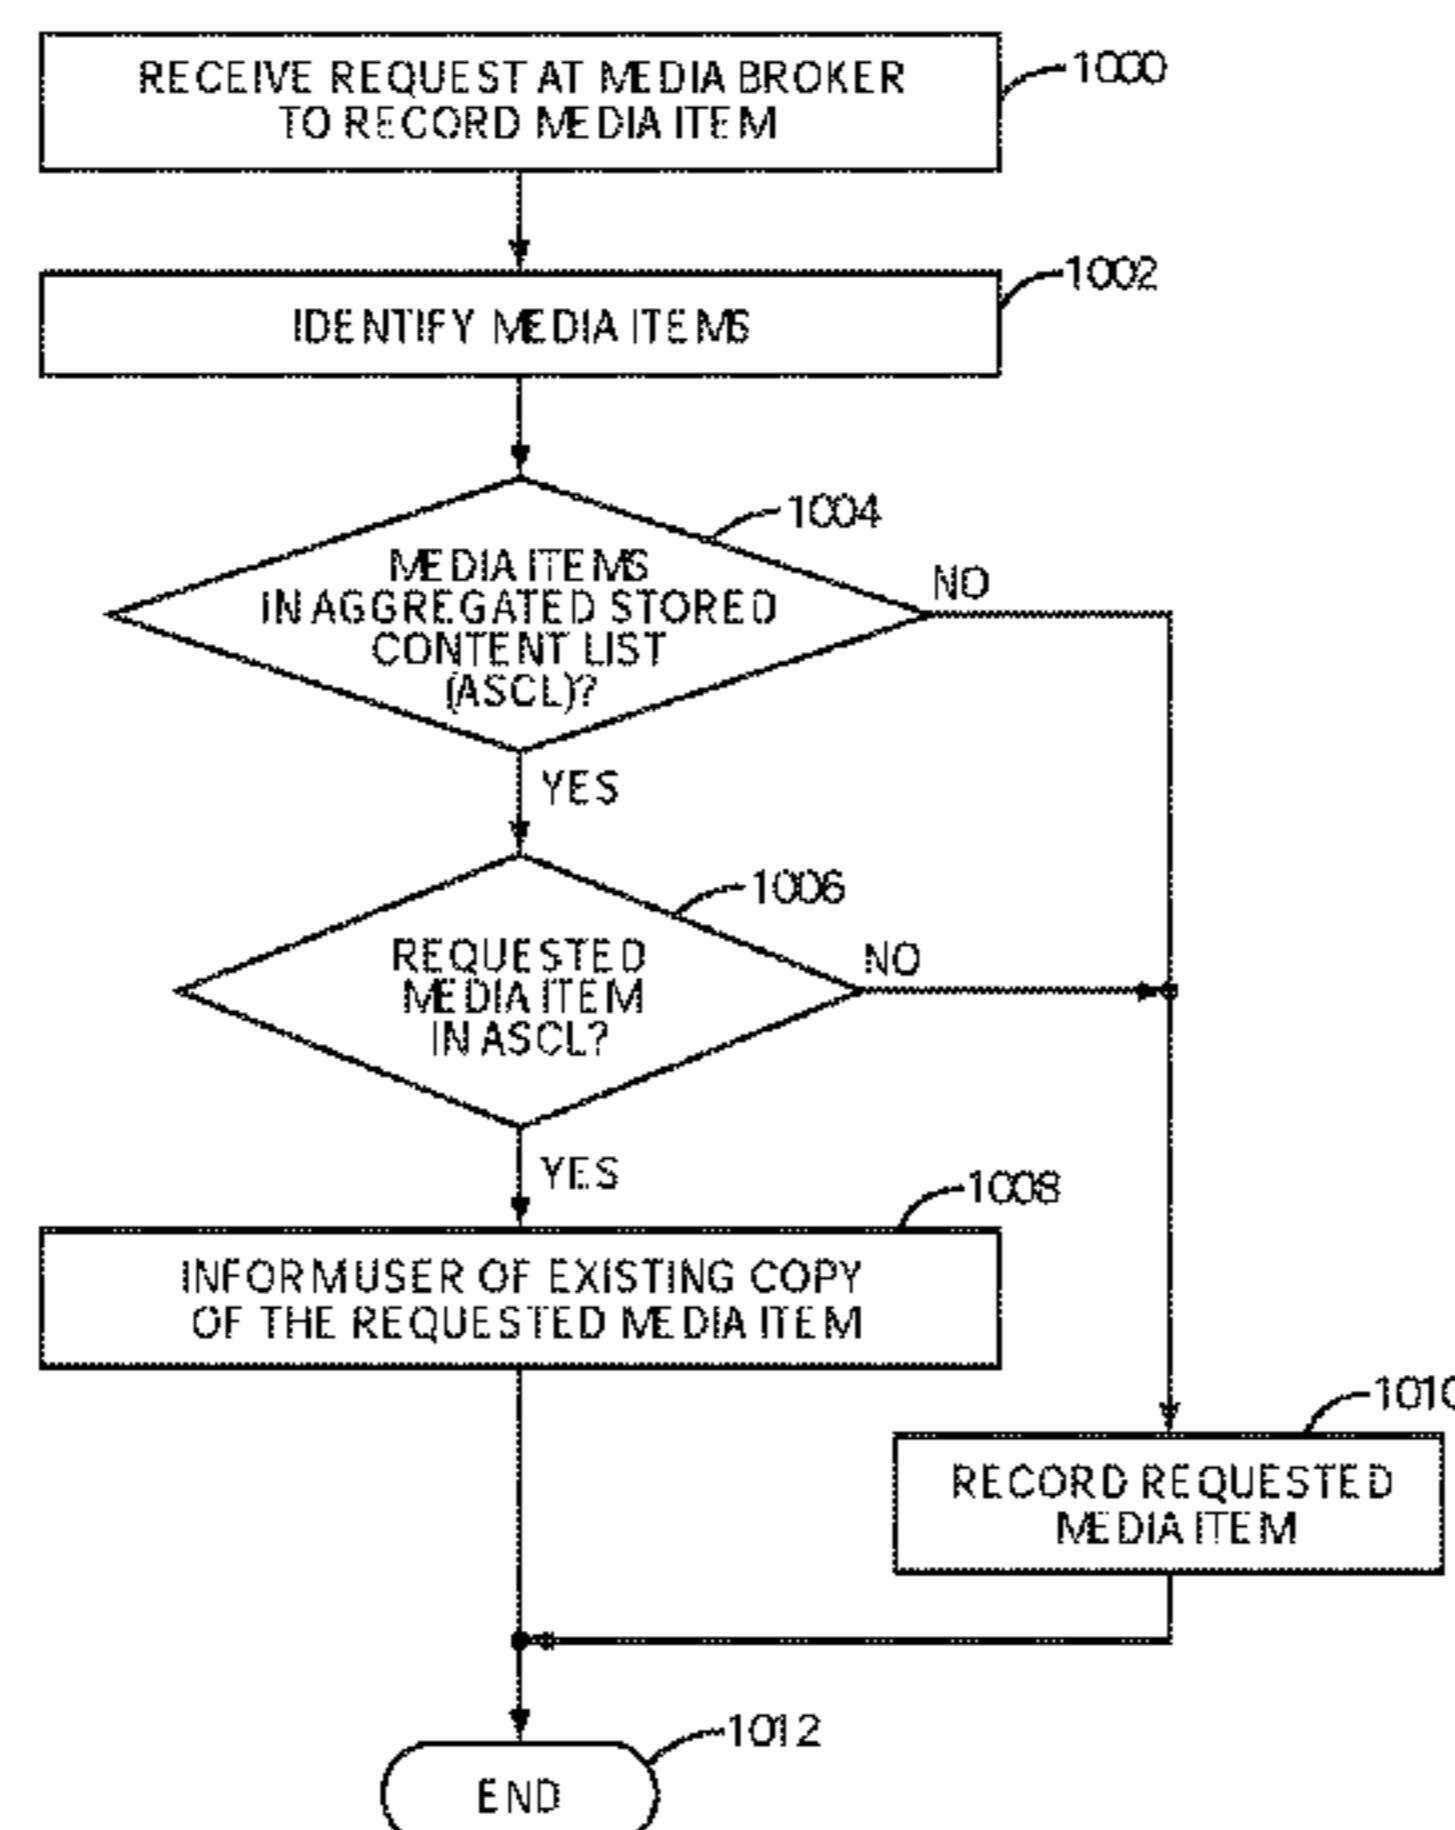 RECEIVE REQUEST AT MEDIA BROKER
TO RECORD MEDIA ITEM
1000
IDENTIFY MEDIA ITEMS
1002
1004
MEDIA ITEMS
IN AGGREGATED STORED
CONTENT LIST
(ASCL)?
NO
YES
1006
REQUESTED
MEDIA ITEM
IN ASCL?
NO
YES
1008
INFORM USER OF EXISTING COPY
OF THE REQUESTED MEDIA ITEM
1010
RECORD REQUESTED
MEDIA ITEM
1012
END